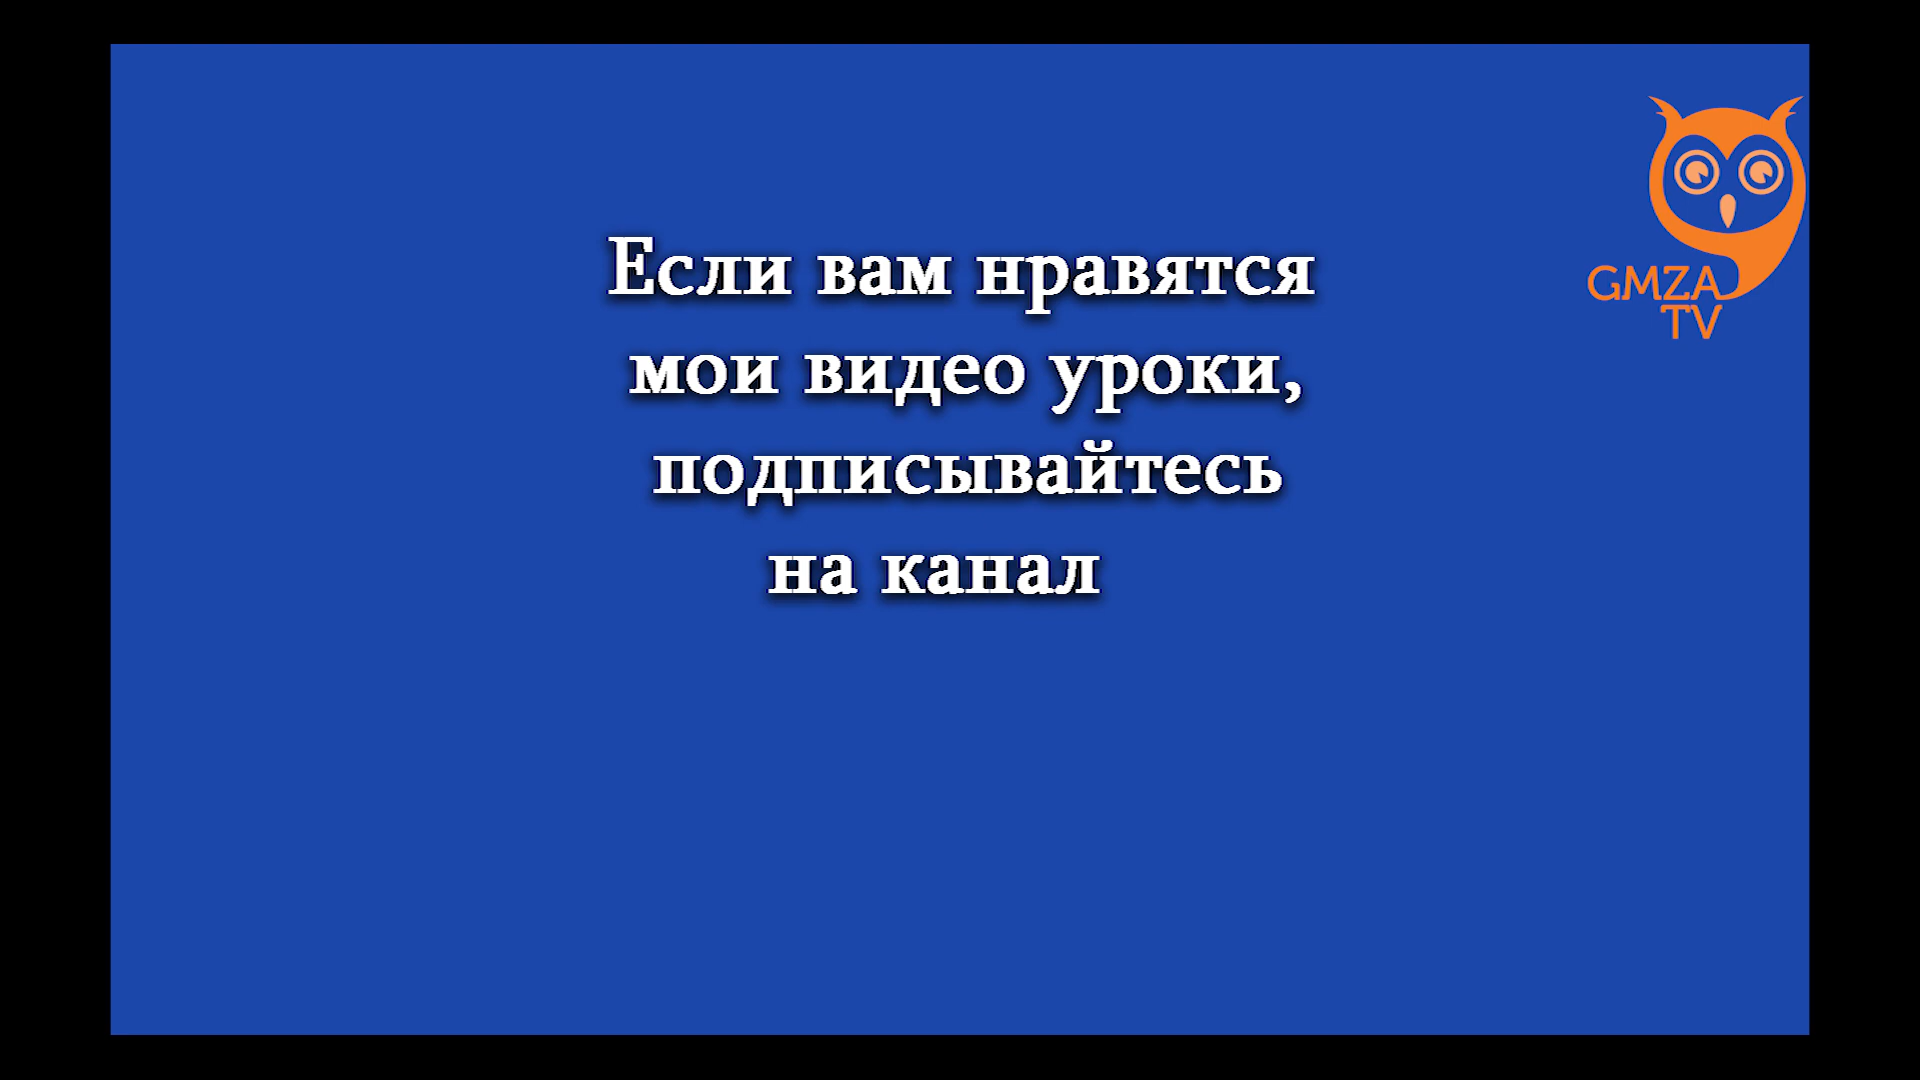 Если вам нравятся
мои видео уроки,
подписывайтесь
на канал
GMZA
TV